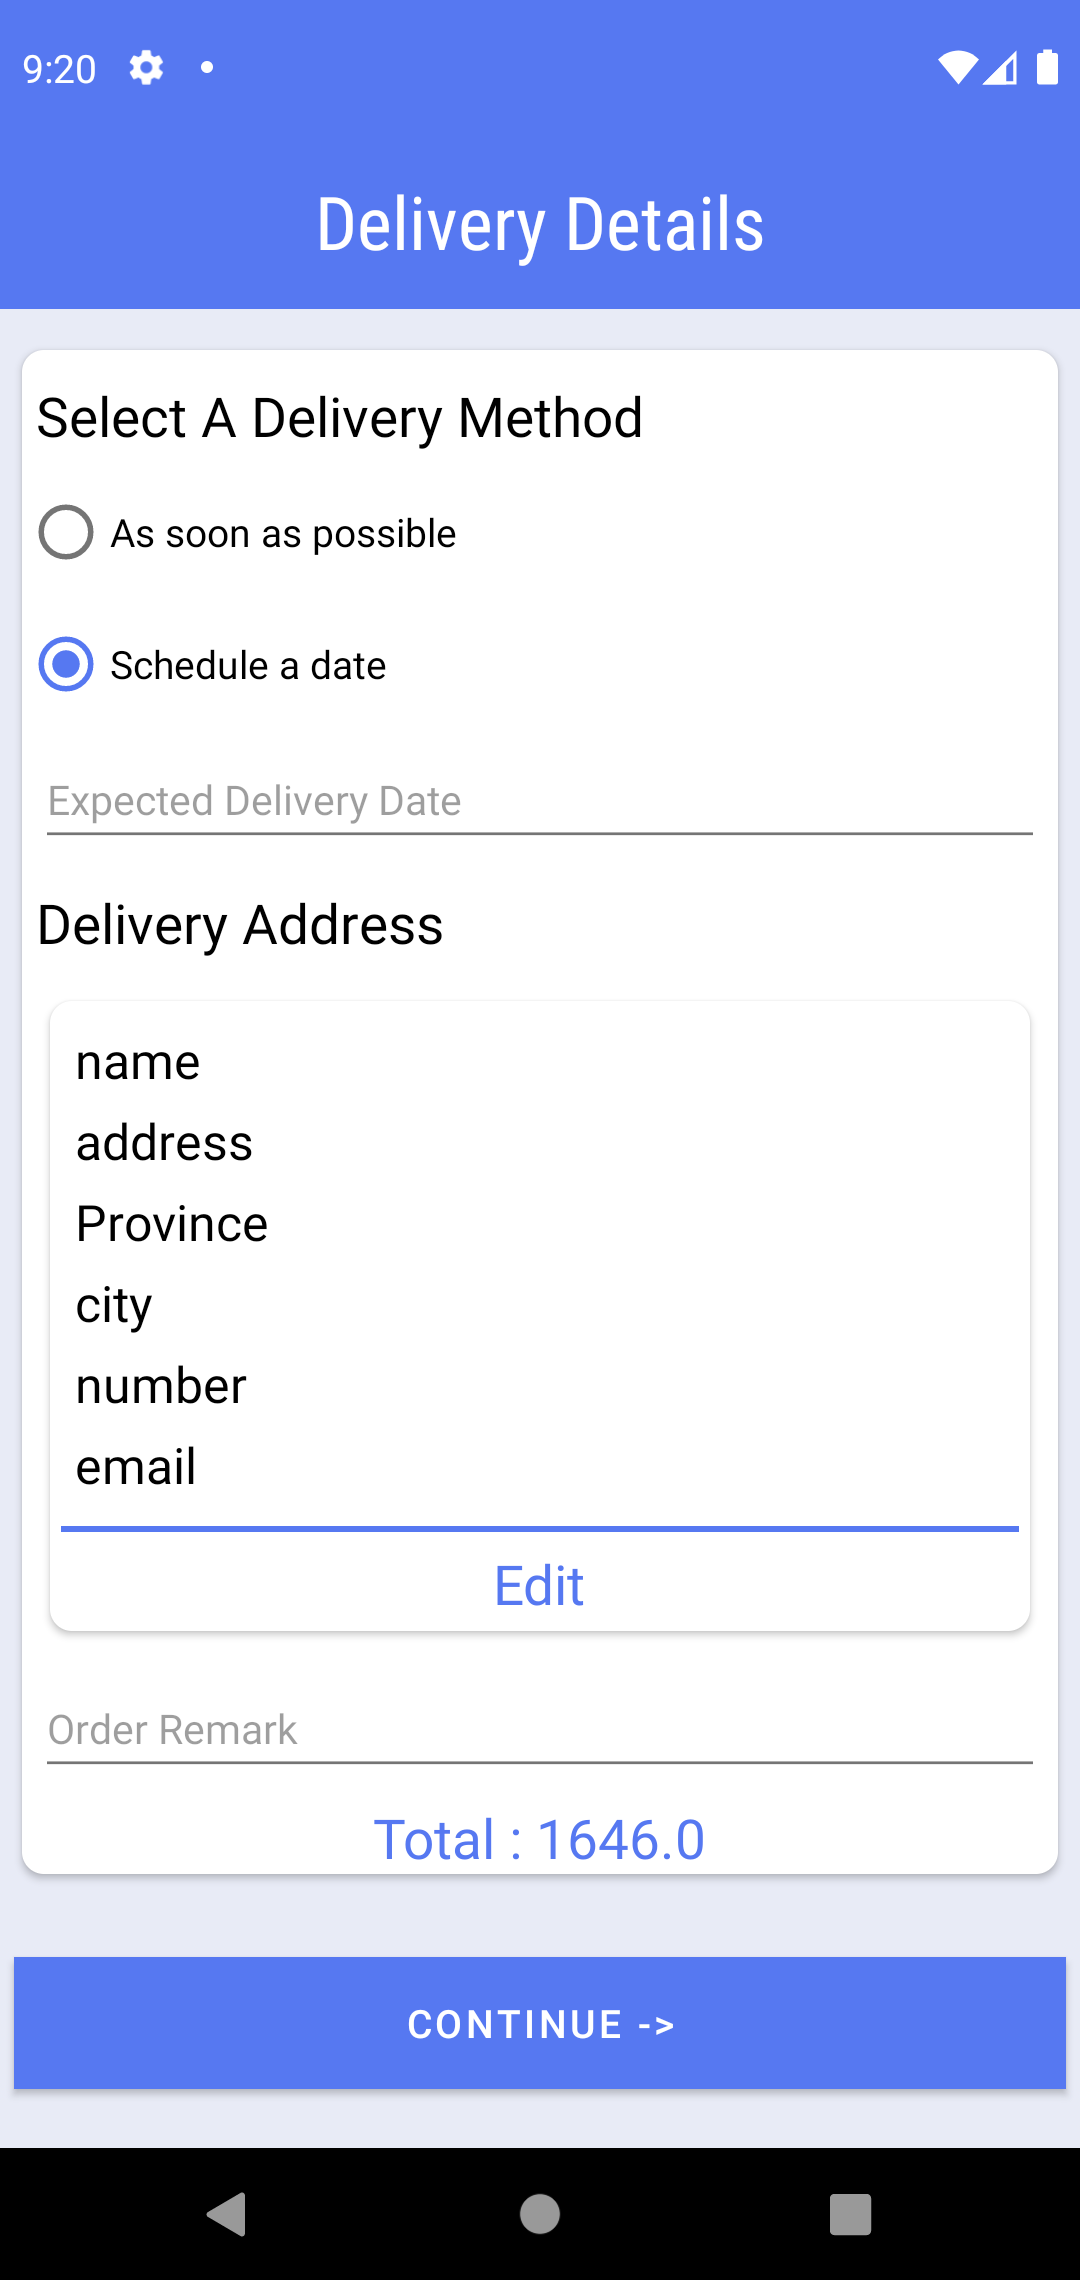 9:20
Delivery Details
Select A Delivery Method
As soon as possible
Schedule a date
Expected Delivery Date
Delivery Address
name
address
Province
city
number
email
Edit
Order Remark
Total : 1646.0
CONTINUE ->